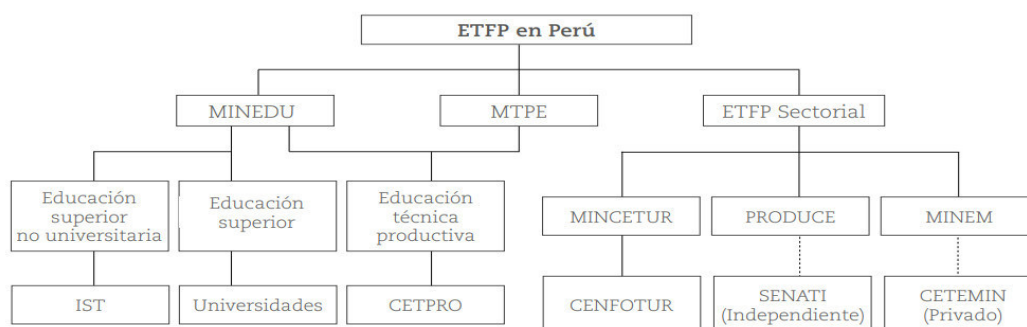 ETFP en Perú
MINEDU
MTPE
ETFP Sectorial
Educación
superior
no universitaria
Educación
superior
Educación
técnica
productiva
MINCETUR
PRODUCE
MINEM
IST
Universidades
CETPRO
CENFOTUR
SENATI
(Independiente)
CETEMIN
(Privado)